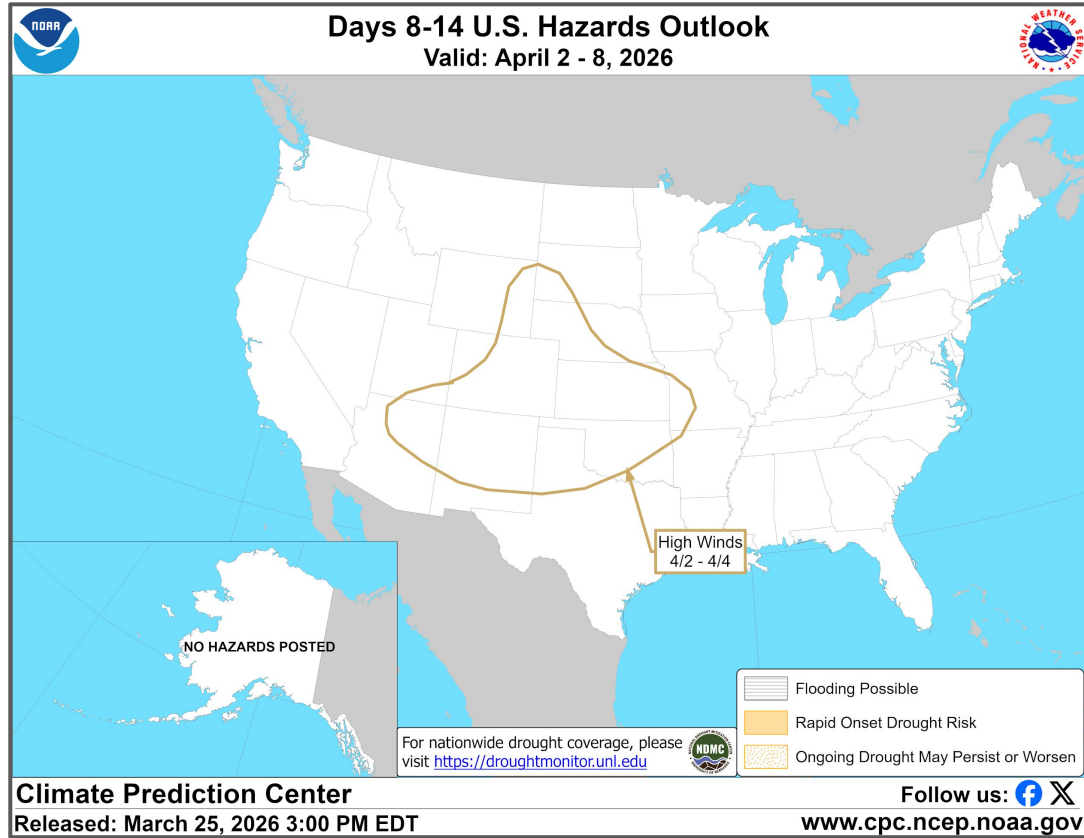 NOAA
Days 8-14 U.S. Hazards Outlook
Valid: April 2 - 8, 2026
NATIONAL WEATHER SERVICE
High Winds
4/2 - 4/4
NO HAZARDS POSTED
Flooding Possible
Rapid Onset Drought Risk
Ongoing Drought May Persist or Worsen
For nationwide drought coverage, please
visit https://droughtmonitor.unl.edu
NDMC
Climate Prediction Center
Follow us:
Released: March 25, 2026 3:00 PM EDT
www.cpc.ncep.noaa.gov